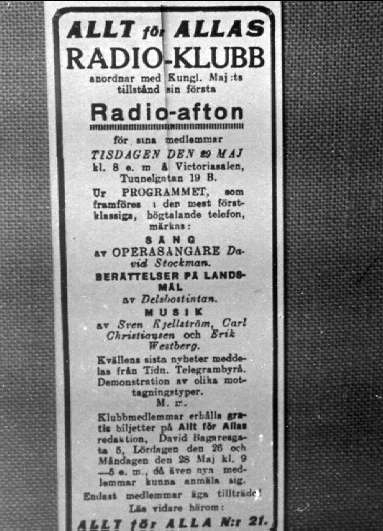 ALLT för ALLAS
RADIO-KLUBB
anordnar med Kungl. Maj:ts
tillstånd sin första
Radio-afton
för sina medlemmar
TISDAGEN DEN 29 MAJ
kl. 8 e. m å Victoriasalen,
Tunnelgatan 19 B.
Ur PROGRAMMET, som
framföres i den mest först-
klassiga, högtalande telefon,
märkas:
SÅNG
av OPERASÅNGARE Da-
vid Stockman.
BERÄTTELSER PÅ LANDS-
MÅL
av Delsbostintan.
MUSIK
av Sven Kjellström, Carl
Christiansen och Erik
Westberg.
Kvällens sista nyheter medde-
las från Tidn. Telegrambyrå.
Demonstration av olika mot-
tagningstyper.
M. m.
Klubbmedlemmar erhålla gra-
tis biljetter på Allt för Allas
redaktion, David Bagaresga-
ta 5, Lördagen den 26 och
Måndagen den 28 Maj kl. 9
—5 e. m., då även nya med-
lemmar kunna anmäla sig.
Endast medlemmar äga tillträde!
Läs vidare härom:
ALLT för ALLA N:r 21.